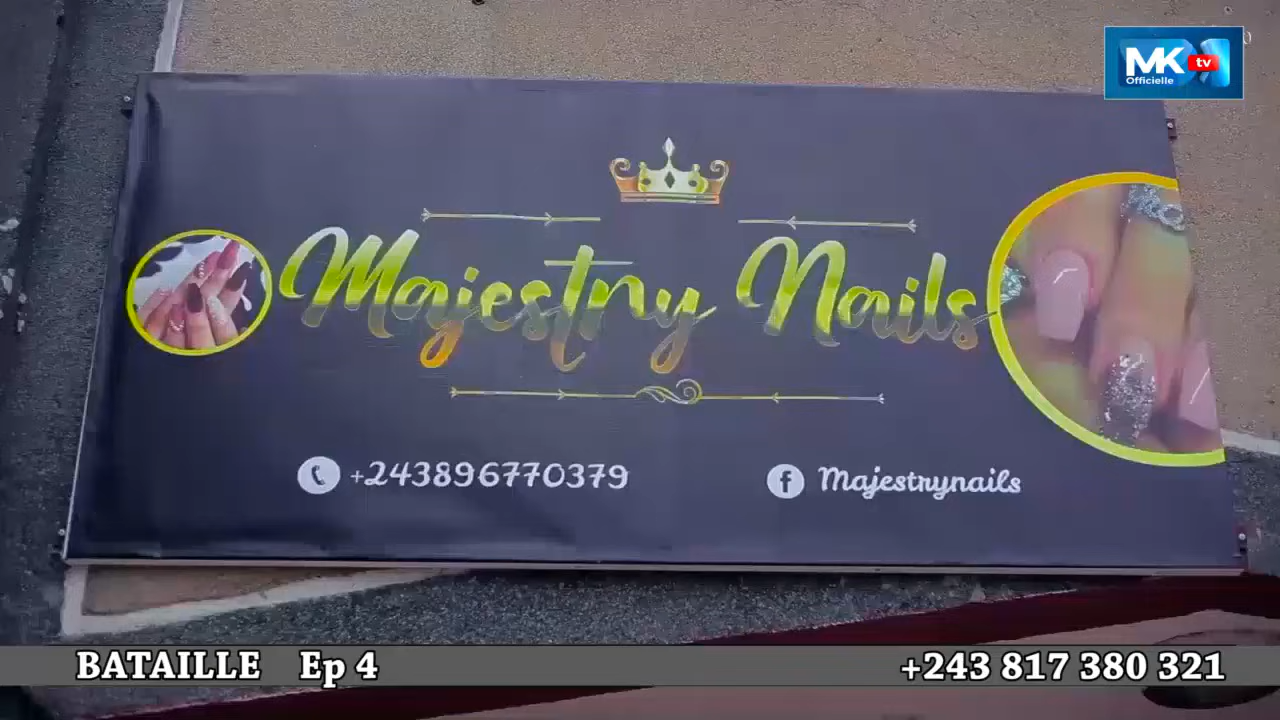 MK tv
Officielle
Majestry Nails
+243896770379
Majestrynails
BATAILLE Ep 4
+243 817 380 321